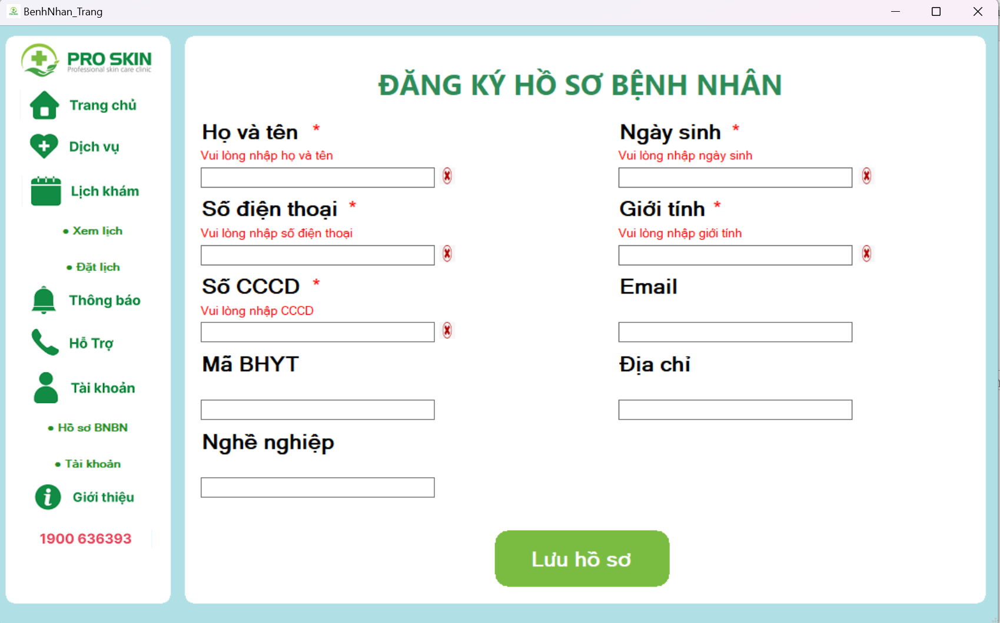 BenhNhan_Trang
PRO SKIN
Professional skin care clinic
Trang chủ
Dịch vụ
Lịch khám
• Xem lịch
• Đặt lịch
Thông báo
Hỗ Trợ
Tài khoản
• Hồ sơ BNBN
• Tài khoản
Giới thiệu
1900 636393
ĐĂNG KÝ HỒ SƠ BỆNH NHÂN
Họ và tên *
Vui lòng nhập họ và tên
Ngày sinh *
Vui lòng nhập ngày sinh
Số điện thoại *
Vui lòng nhập số điện thoại
Giới tính *
Vui lòng nhập giới tính
Số CCCD *
Vui lòng nhập CCCD
Email
Mã BHYT
Địa chỉ
Nghề nghiệp
Lưu hồ sơ